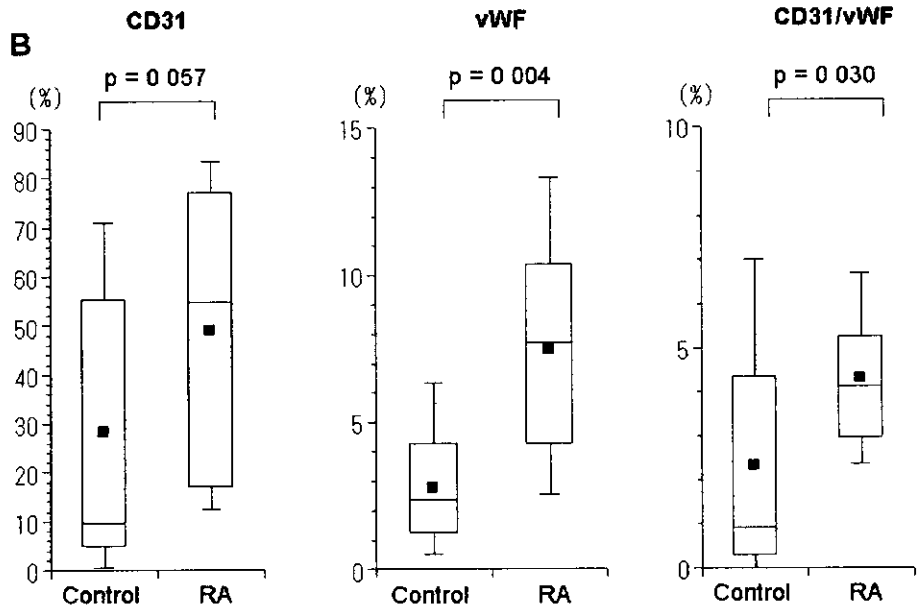 CD31
vWF
CD31/vWF
B
p = 0 057
p = 0 004
p = 0 030
(%)
(%)
(%)
90
80
70
60
50
40
30
20
10
0
15
10
5
0
10
5
0
Control RA
Control RA
Control RA